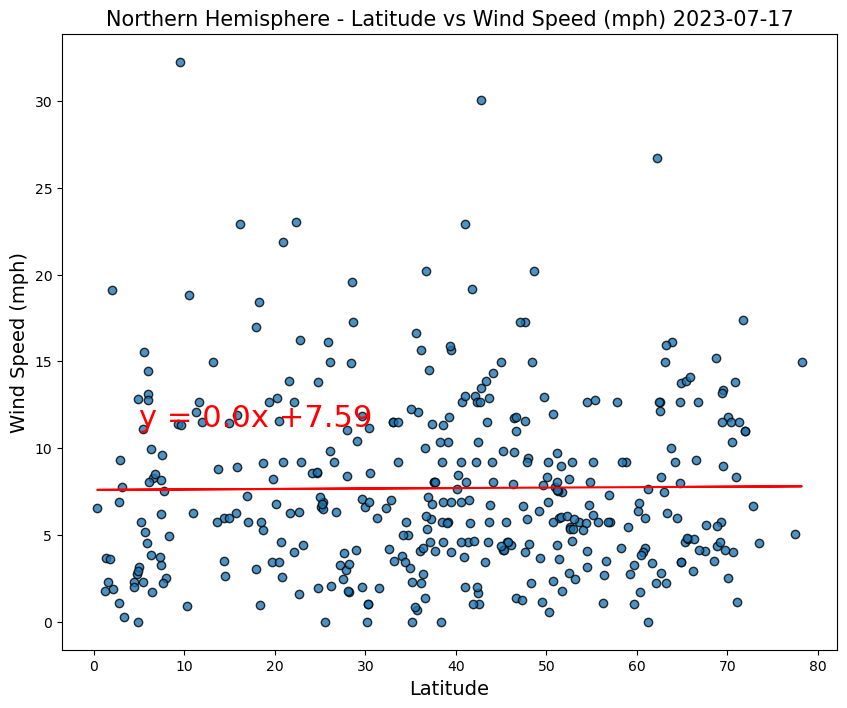 Northern Hemisphere - Latitude vs Wind Speed (mph) 2023-07-17
Wind Speed (mph)
30
25
20
15
10
5
0
y = 0.0x +7.59
0 10 20 30 40 50 60 70 80
Latitude